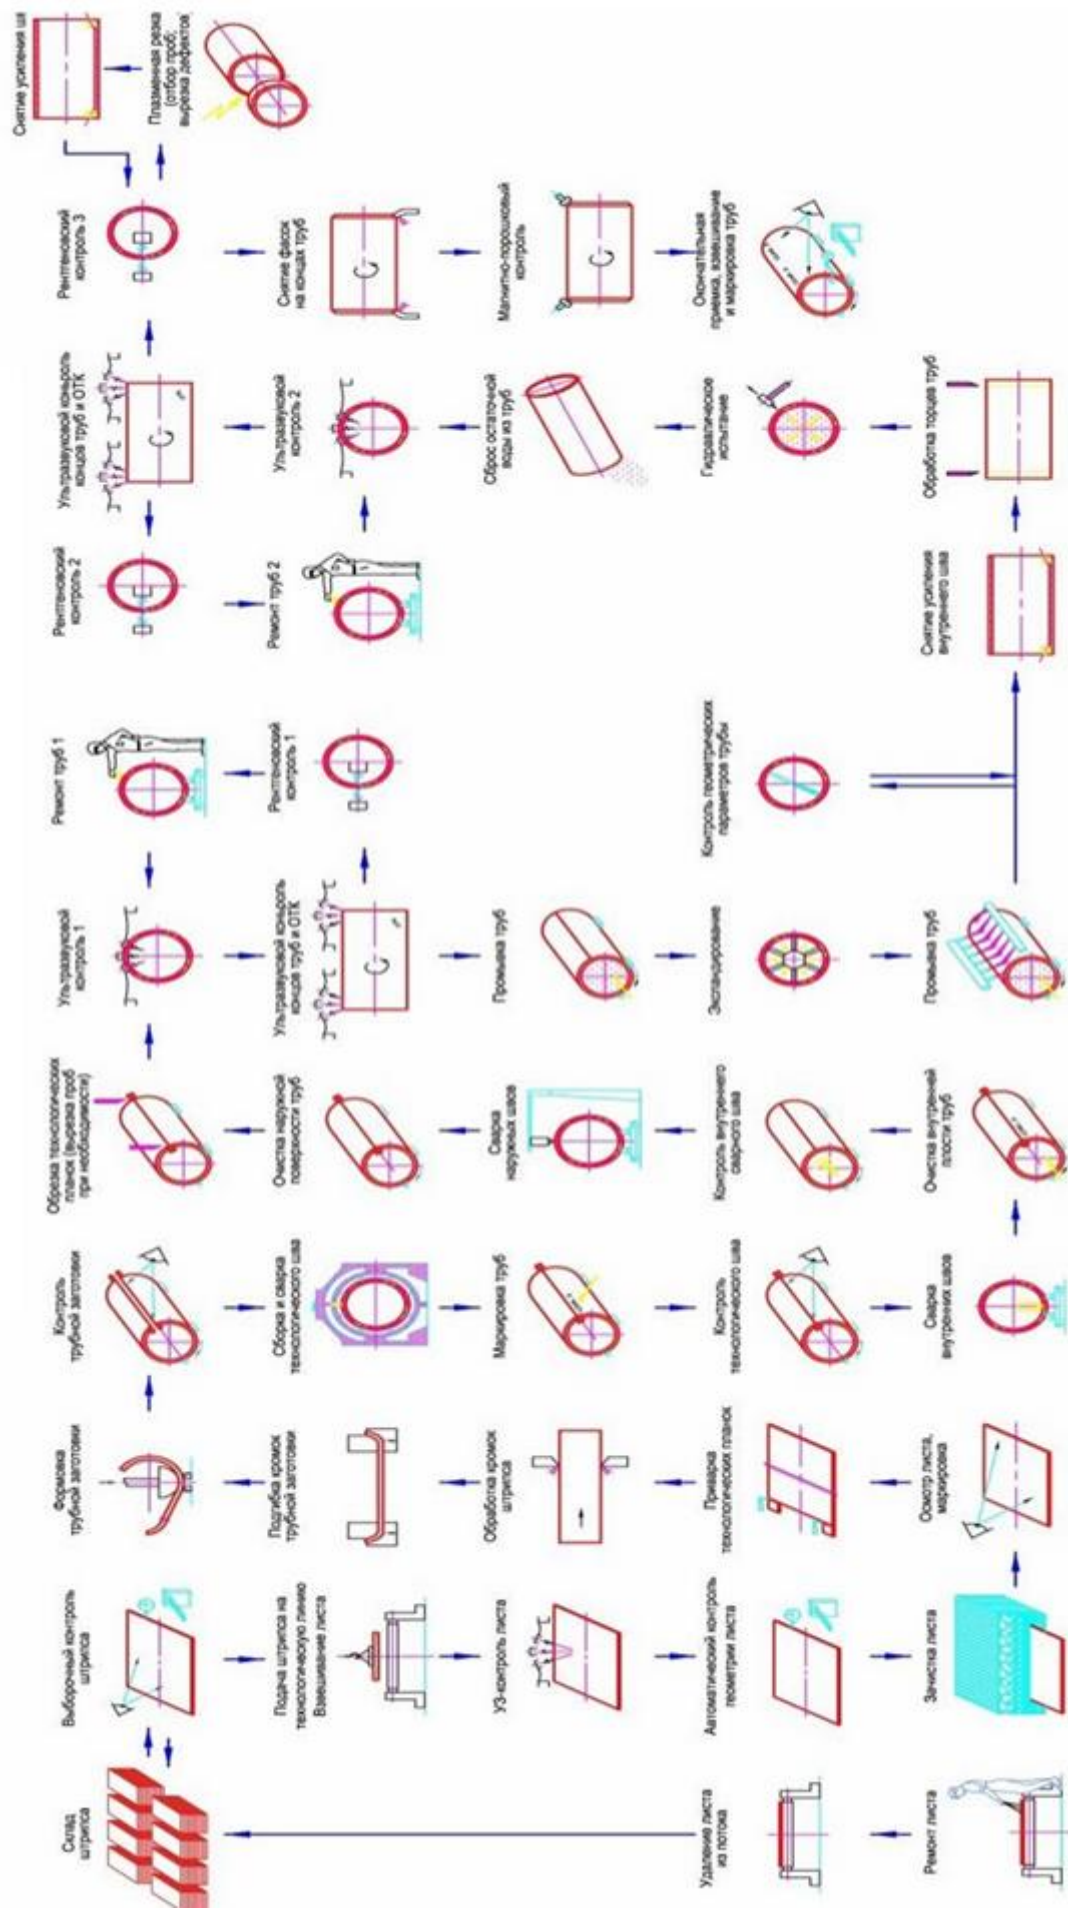 Склад
штрипса
Выборочный контроль
штрипса
Подача штрипса на
технологическую линию
Взвешивание листа
УЗ-контроль листа
Автоматический контроль
геометрии листа
Зачистка листа
Удаление листа
из потока
Ремонт листа
Осмотр листа,
маркировка
Приварка
технологических планок
Обработка кромок
штрипса
Подгибка кромок
трубной заготовки
Формовка
трубной заготовки
Контроль
трубной заготовки
Сборка и сварка
технологического шва
Маркировка труб
Контроль
технологического шва
Сварка
внутренних швов
Очистка внутренней
плости труб
Контроль внутреннего
сварного шва
Сварка
наружных швов
Очистка наружной
поверхности труб
Обрезка технологических
планок (вырезка проб
при необходимости)
Ультразвуковой
контроль 1
Ультразвуковой коньроль
концов труб и ОТК
Промывка труб
Экспандирование
Промывка труб
Рентгеновский
контроль 1
Ремонт труб 1
Контроль геометрических
параметров трубы
Снятие усиления
внутреннего шва
Обработка торцев труб
Гидравлическое
испытание
Сброс остаточной
воды из труб
Ультразвуковой
контроль 2
Ультразвуковой коньроль
концов труб и ОТК
Рентгеновский
контроль 2
Ремонт труб 2
Рентгеновский
контроль 3
Снятие фасок
на концах труб
Магнитно-порошковый
контроль
Окончательная
приемка, взвешивание
и маркировка труб
Плазменная резка
(отбор проб;
вырезка дефектов
Снятие усиления